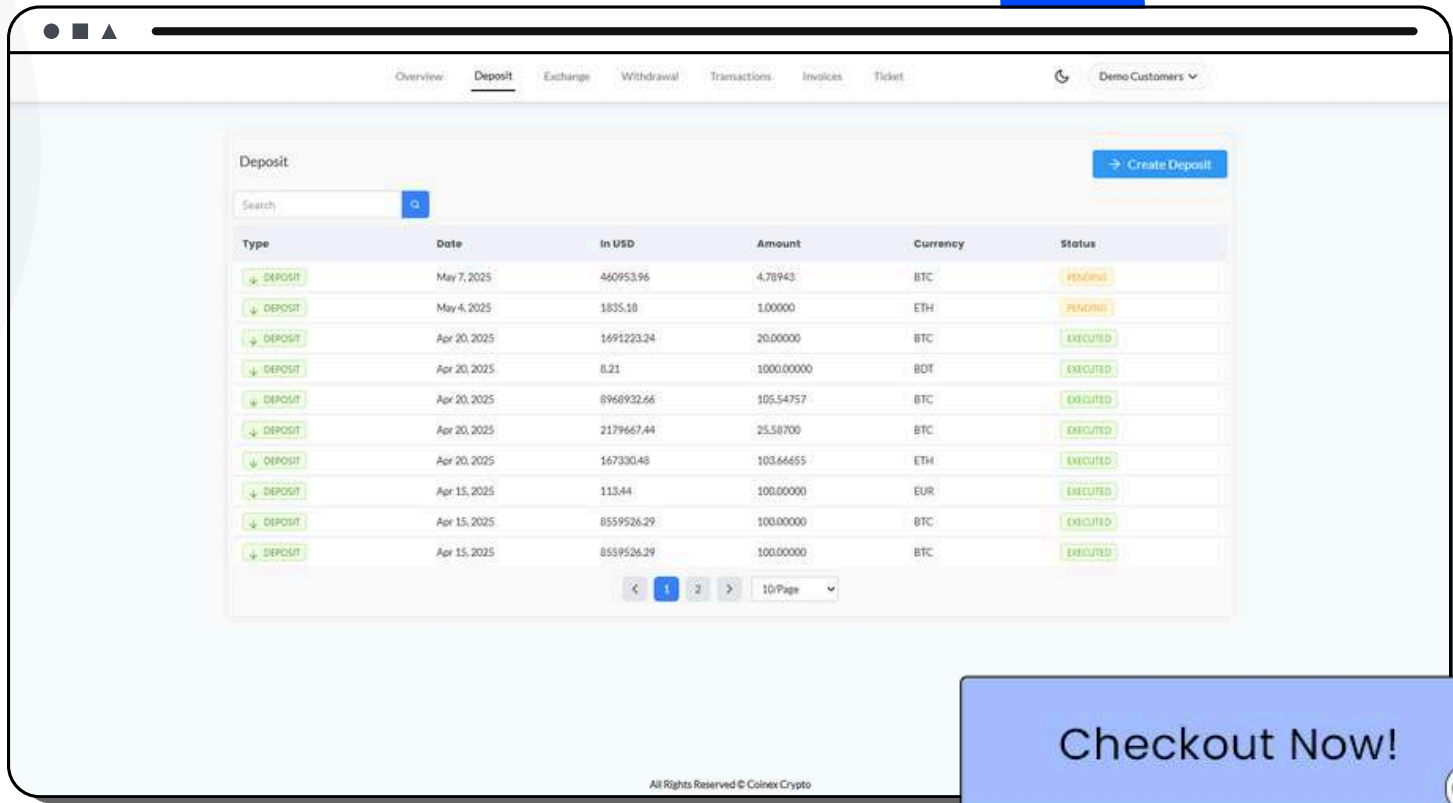 Overview Deposit Exchange Withdrawal Transactions Invoices Ticket Demo Customers
Deposit
Create Deposit
Search
Type Date In USD Amount Currency Status
DEPOSIT May 7, 2025 460953.96 4.78943 BTC PENDING
DEPOSIT May 4, 2025 1835.18 1.00000 ETH PENDING
DEPOSIT Apr 20, 2025 1691223.24 20.00000 BTC EXECUTED
DEPOSIT Apr 20, 2025 8.21 1000.00000 BDT EXECUTED
DEPOSIT Apr 20, 2025 8968932.66 105.54757 BTC EXECUTED
DEPOSIT Apr 20, 2025 2179667.44 25.58700 BTC EXECUTED
DEPOSIT Apr 20, 2025 167330.48 103.66655 ETH EXECUTED
DEPOSIT Apr 15, 2025 113.44 100.00000 EUR EXECUTED
DEPOSIT Apr 15, 2025 8559526.29 100.00000 BTC EXECUTED
DEPOSIT Apr 15, 2025 8559526.29 100.00000 BTC EXECUTED
1 2 10/Page
Checkout Now!
All Rights Reserved © Coinex Crypto